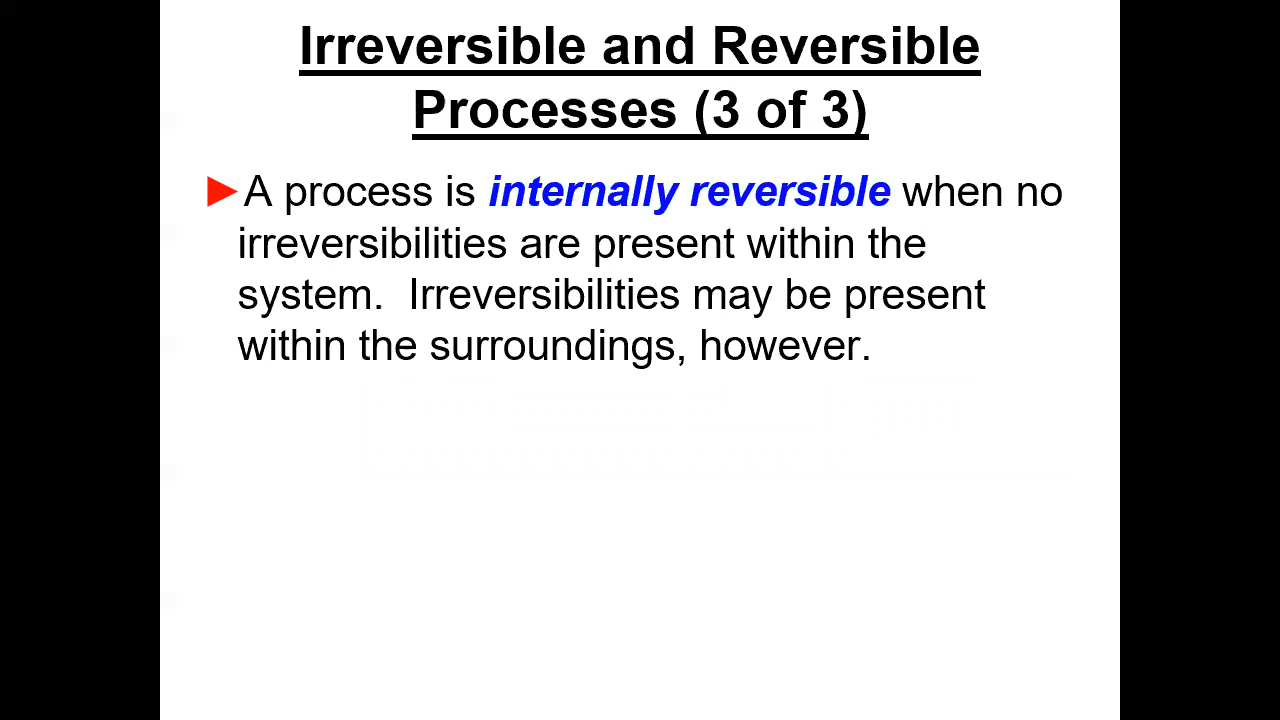 Irreversible and Reversible
Processes (3 of 3)
►A process is internally reversible when no
irreversibilities are present within the
system.  Irreversibilities may be present
within the surroundings, however.